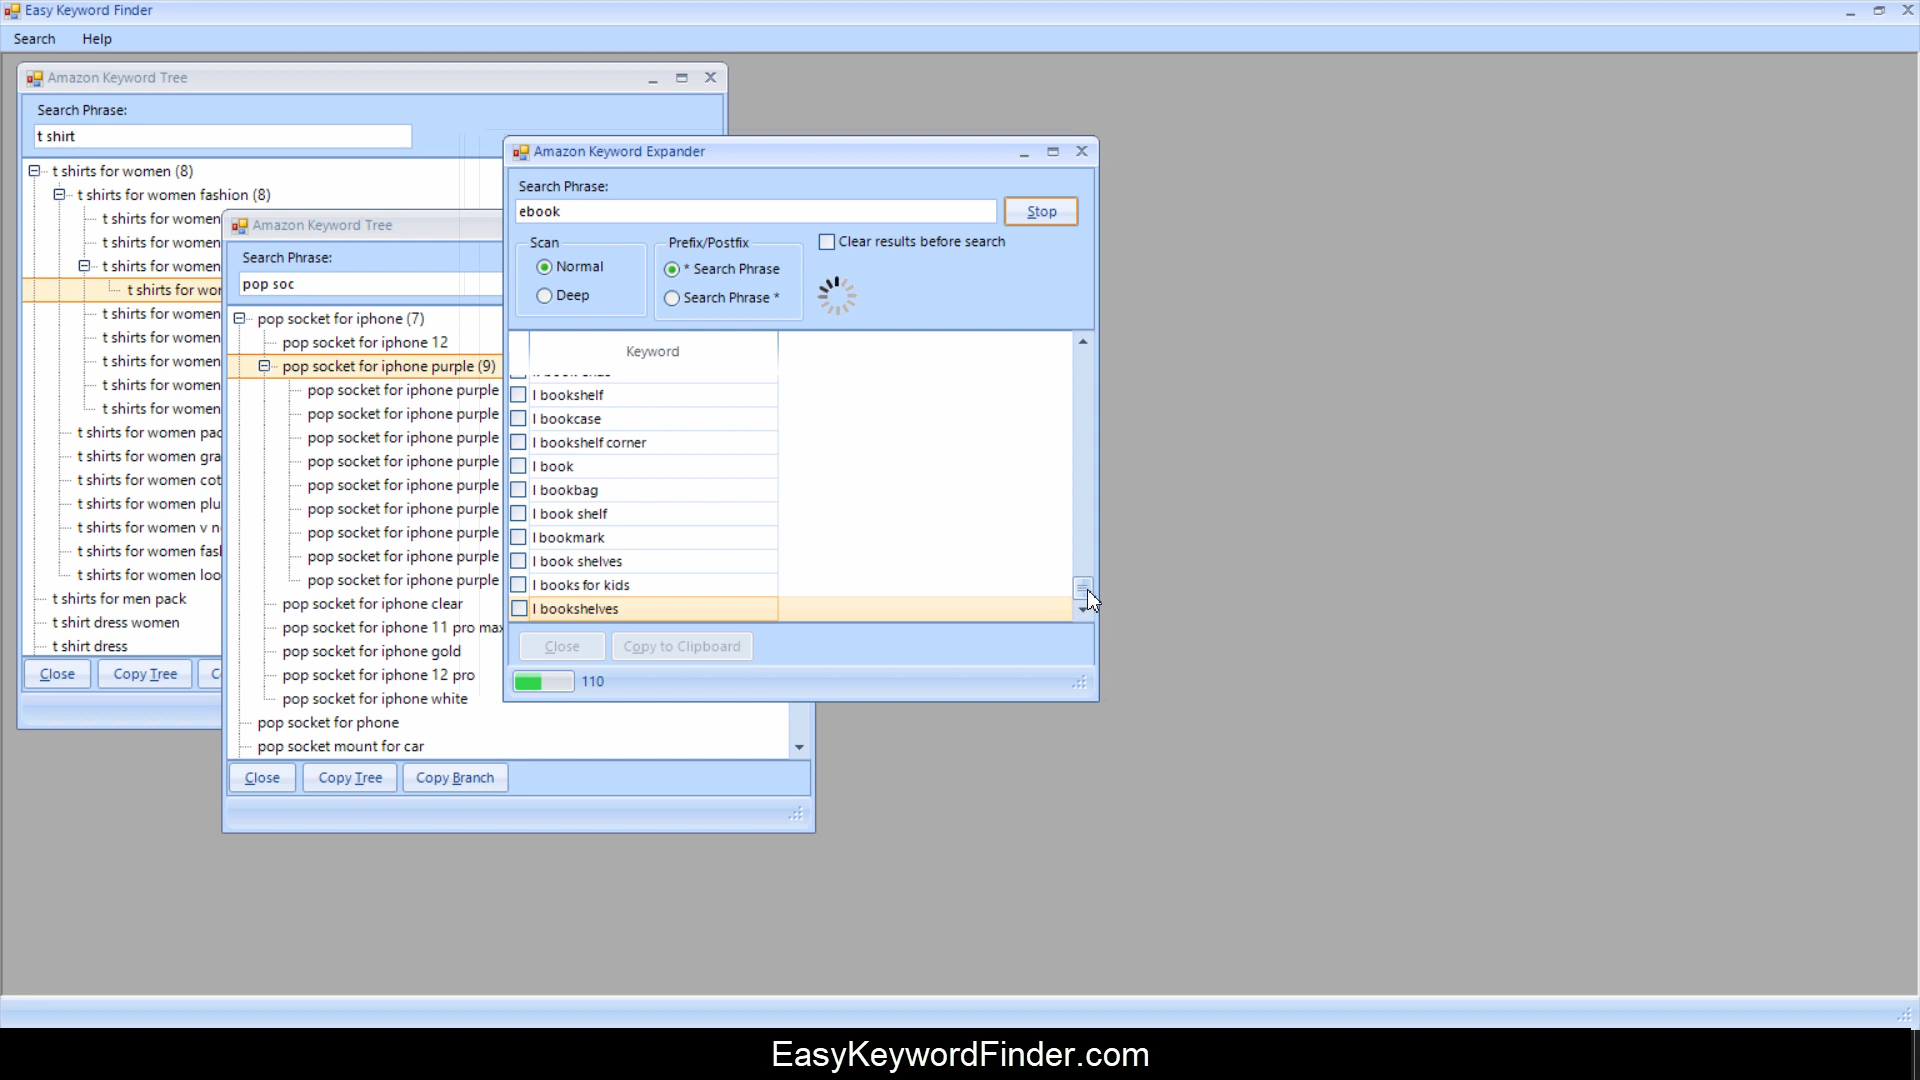 Easy Keyword Finder
Search Help
Amazon Keyword Tree
Search Phrase:
t shirt
t shirts for women (8)
t shirts for women fashion (8)
t shirts for women
t shirts for women
t shirts for women
t shirts for wor
t shirts for women
t shirts for women
t shirts for women
t shirts for women
t shirts for women
t shirts for women pac
t shirts for women gra
t shirts for women cot
t shirts for women plu
t shirts for women v n
t shirts for women fasl
t shirts for women loo
t shirts for men pack
t shirt dress women
t shirt dress
Close Copy Tree C
Amazon Keyword Tree
Search Phrase:
pop soc
pop socket for iphone (7)
pop socket for iphone 12
pop socket for iphone purple (9)
pop socket for iphone purple
pop socket for iphone purple
pop socket for iphone purple
pop socket for iphone purple
pop socket for iphone purple
pop socket for iphone purple
pop socket for iphone purple
pop socket for iphone purple
pop socket for iphone purple
pop socket for iphone clear
pop socket for iphone 11 pro max
pop socket for iphone gold
pop socket for iphone 12 pro
pop socket for iphone white
pop socket for phone
pop socket mount for car
Close Copy Tree Copy Branch
Amazon Keyword Expander
Search Phrase:
ebook Stop
Scan Prefix/Postfix Clear results before search
Normal * Search Phrase
Deep Search Phrase *
Keyword
l bookshelf
l bookcase
l bookshelf corner
l book
l bookbag
l book shelf
l bookmark
l book shelves
l books for kids
l bookshelves
Close Copy to Clipboard
110
EasyKeywordFinder.com